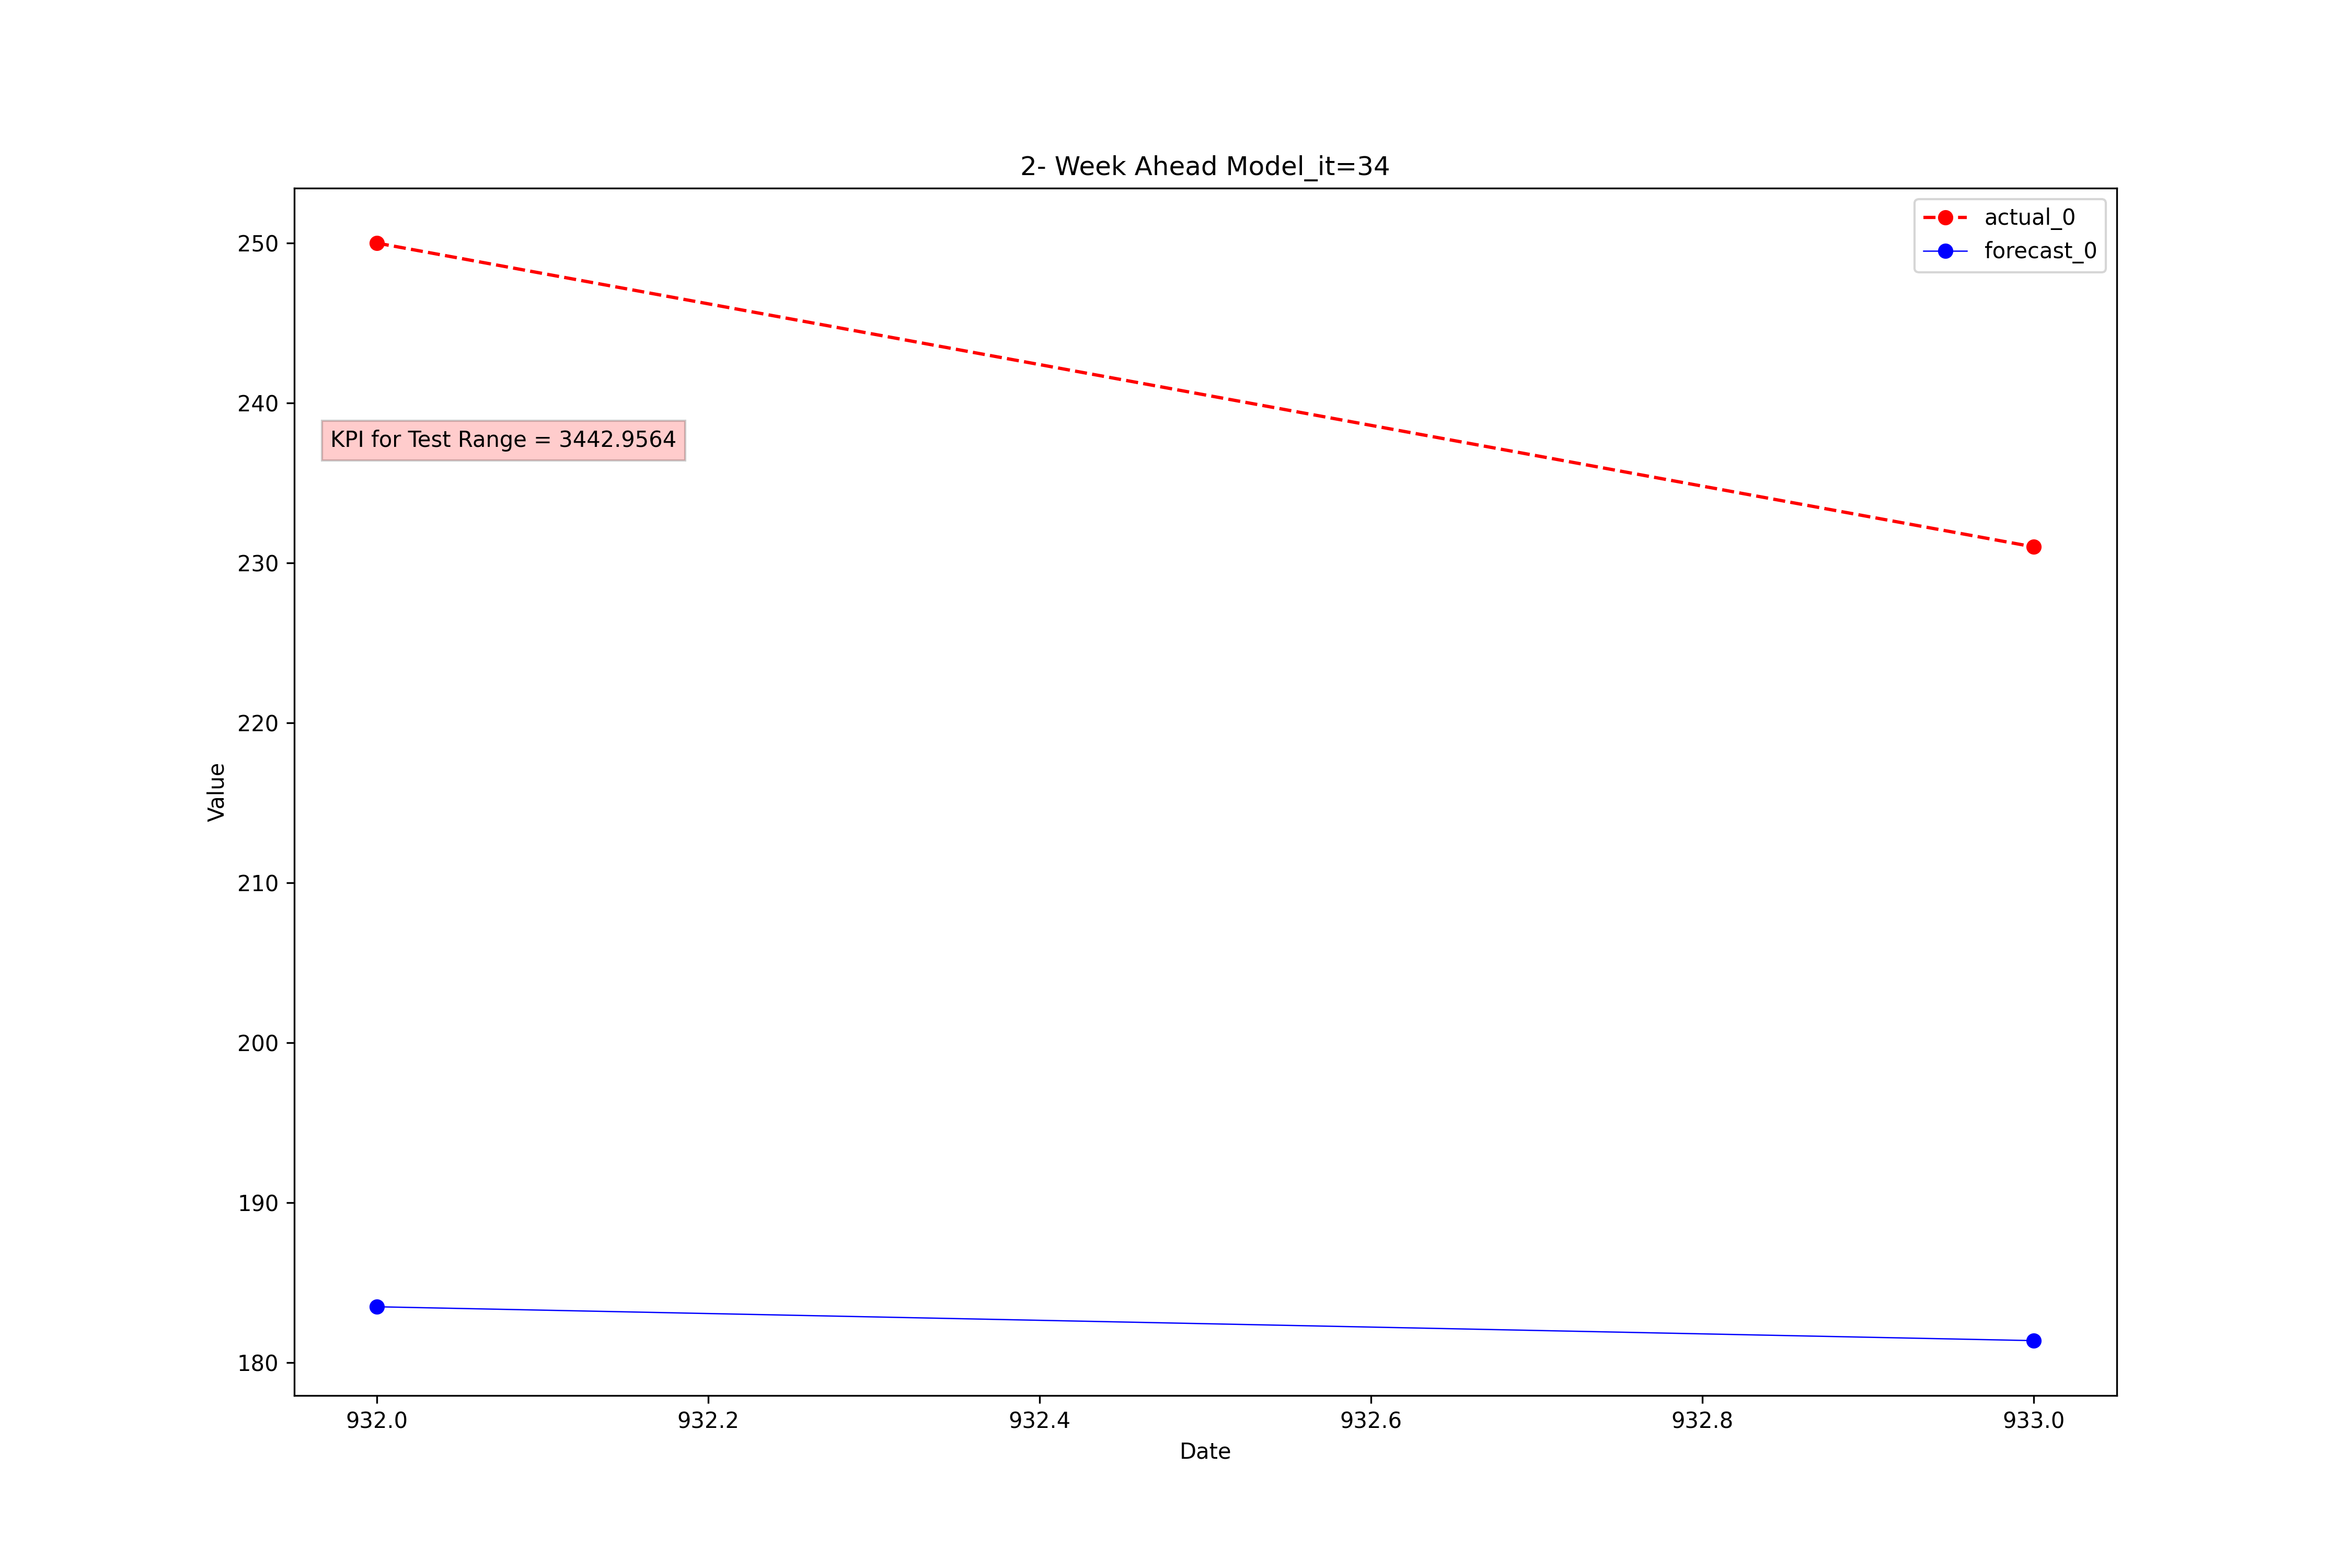 2- Week Ahead Model_it=34
actual_0
forecast_0
KPI for Test Range = 3442.9564
Value
250
240
230
220
210
200
190
180
932.0
932.2
932.4
932.6
932.8
933.0
Date